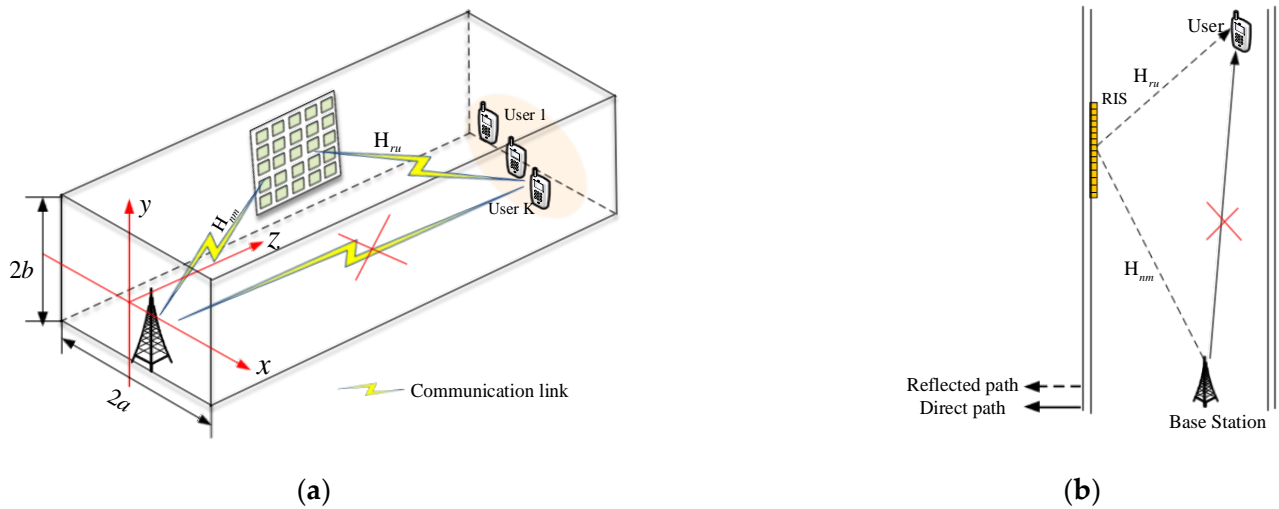 y
z
x
2b
2a
H_nm
H_ru
User 1
User K
Communication link
(a)
User
H_ru
RIS
H_nm
Reflected path
Direct path
Base Station
(b)